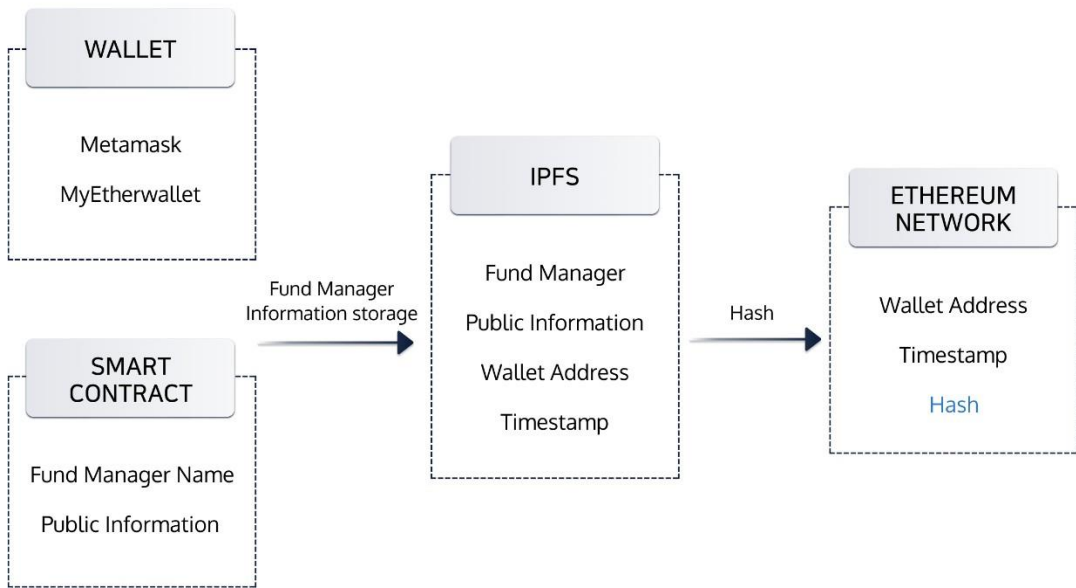 WALLET
Metamask
MyEtherwallet
SMART
CONTRACT
Fund Manager Name
Public Information
Fund Manager
Information storage
IPFS
Fund Manager
Public Information
Wallet Address
Timestamp
Hash
ETHEREUM
NETWORK
Wallet Address
Timestamp
Hash